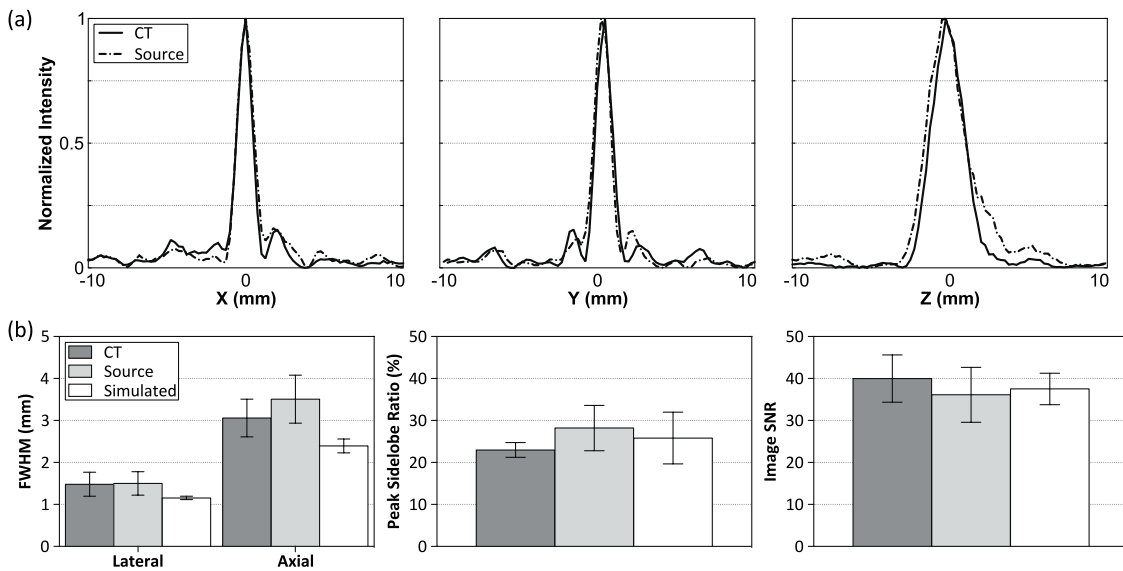 (a)
Normalized Intensity
1
0.5
0
CT
Source
-10 0 10
X (mm)
-10 0 10
Y (mm)
-10 0 10
Z (mm)
(b)
FWHM (mm)
5
4
3
2
1
0
CT
Source
Simulated
Lateral Axial
Peak Sidelobe Ratio (%)
50
40
30
20
10
0
Image SNR
50
40
30
20
10
0